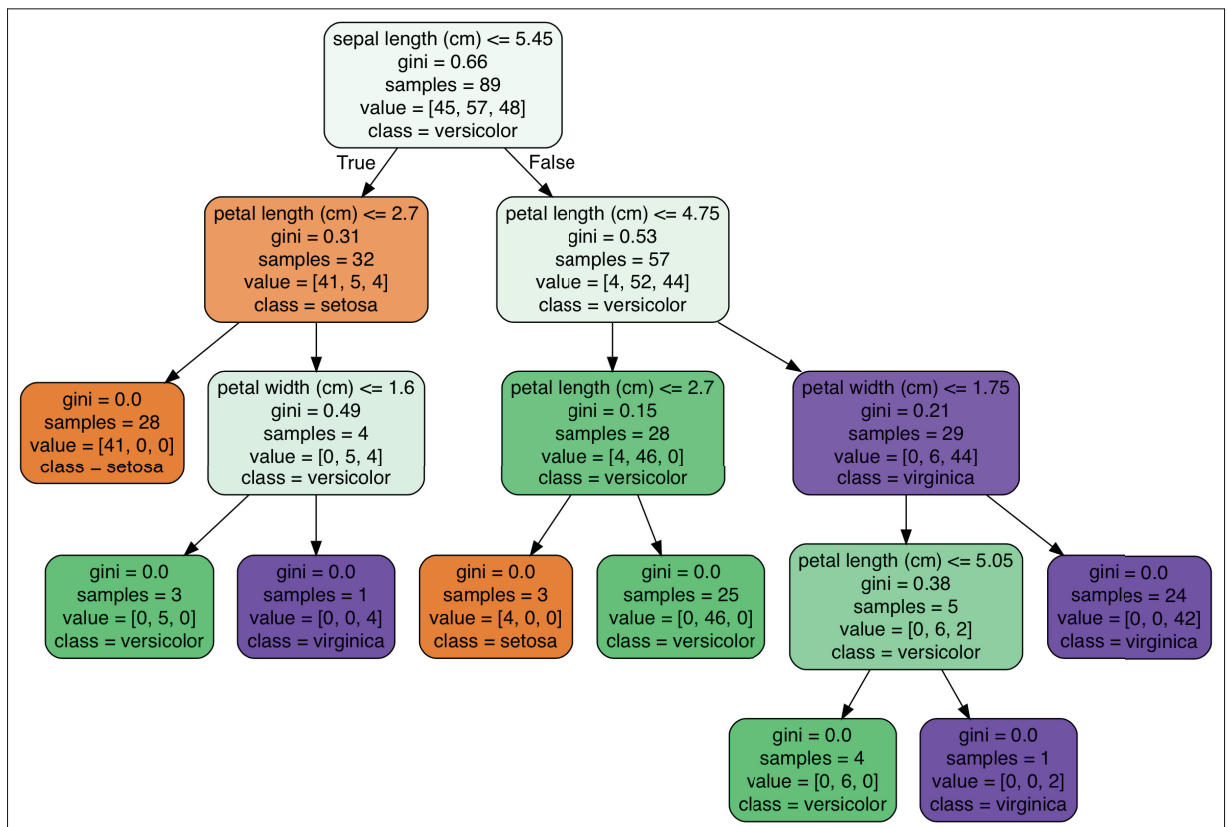 sepal length (cm) <= 5.45
gini = 0.66
samples = 89
value = [45, 57, 48]
class = versicolor
True
False
petal length (cm) <= 2.7
gini = 0.31
samples = 32
value = [41, 5, 4]
class = setosa
petal length (cm) <= 4.75
gini = 0.53
samples = 57
value = [4, 52, 44]
class = versicolor
gini = 0.0
samples = 28
value = [41, 0, 0]
class = setosa
petal width (cm) <= 1.6
gini = 0.49
samples = 4
value = [0, 5, 4]
class = versicolor
petal length (cm) <= 2.7
gini = 0.15
samples = 28
value = [4, 46, 0]
class = versicolor
petal width (cm) <= 1.75
gini = 0.21
samples = 29
value = [0, 6, 44]
class = virginica
gini = 0.0
samples = 3
value = [0, 5, 0]
class = versicolor
gini = 0.0
samples = 1
value = [0, 0, 4]
class = virginica
gini = 0.0
samples = 3
value = [4, 0, 0]
class = setosa
gini = 0.0
samples = 25
value = [0, 46, 0]
class = versicolor
petal length (cm) <= 5.05
gini = 0.38
samples = 5
value = [0, 6, 2]
class = versicolor
gini = 0.0
samples = 24
value = [0, 0, 42]
class = virginica
gini = 0.0
samples = 4
value = [0, 6, 0]
class = versicolor
gini = 0.0
samples = 1
value = [0, 0, 2]
class = virginica